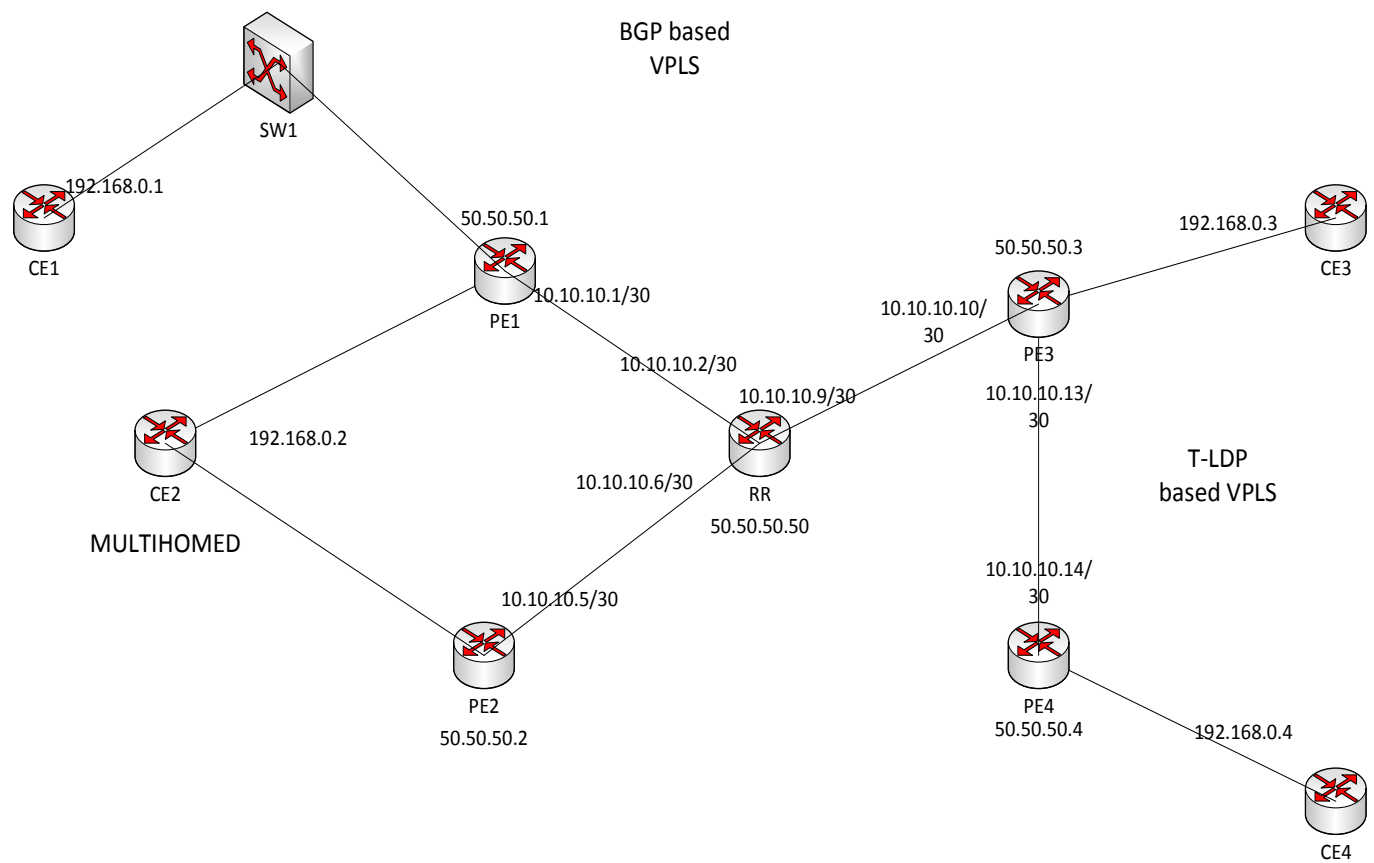 BGP based
VPLS
SW1
192.168.0.1
CE1
50.50.50.1
PE1
10.10.10.1/30
10.10.10.2/30
192.168.0.2
CE2
MULTIHOMED
10.10.10.6/30
10.10.10.5/30
PE2
50.50.50.2
10.10.10.9/30
RR
50.50.50.50
10.10.10.10/
30
50.50.50.3
PE3
192.168.0.3
CE3
10.10.10.13/
30
T-LDP
based VPLS
10.10.10.14/
30
PE4
50.50.50.4
192.168.0.4
CE4